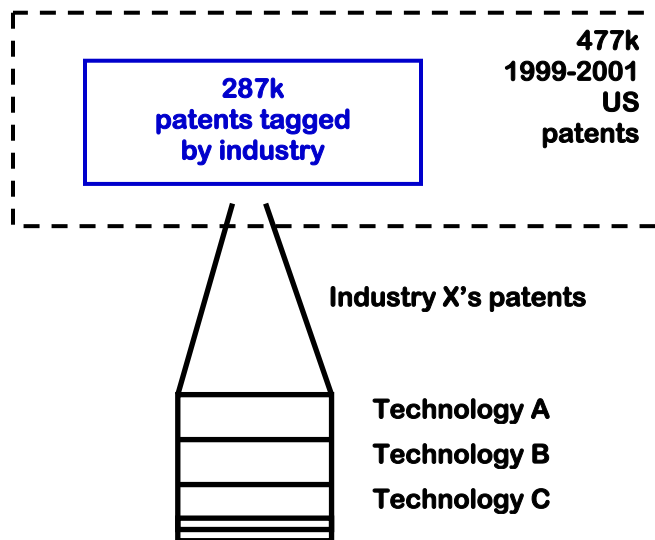 477k
1999-2001
US
patents
287k
patents tagged
by industry
Industry X's patents
Technology A
Technology B
Technology C